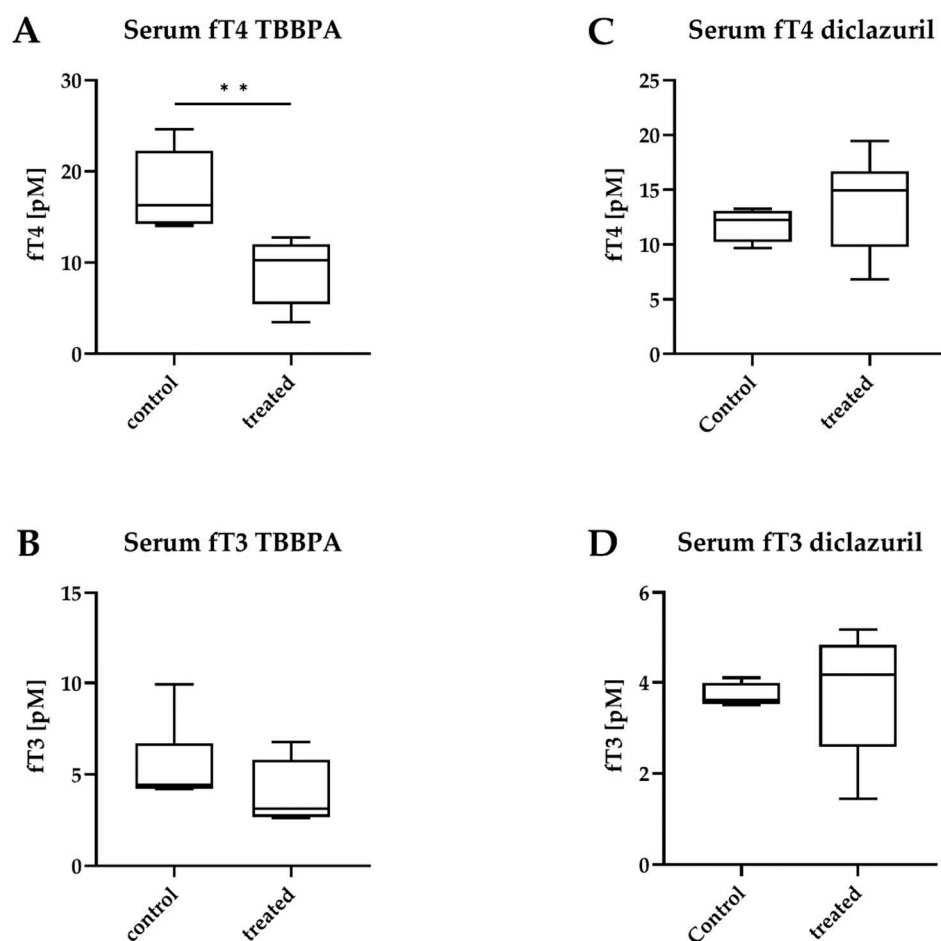 A Serum fT4 TBBPA
* *
fT4 [pM]
30
20
10
0
control
treated
C Serum fT4 diclazuril
fT4 [pM]
25
20
15
10
5
0
Control
treated
B Serum fT3 TBBPA
fT3 [pM]
15
10
5
0
control
treated
D Serum fT3 diclazuril
fT3 [pM]
6
4
2
0
Control
treated